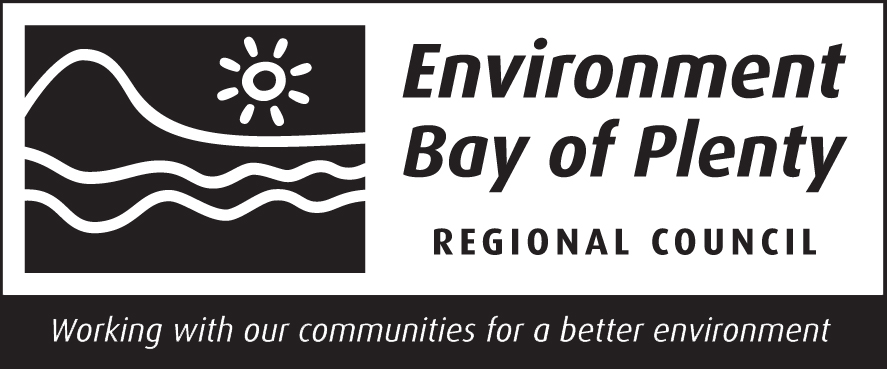 Environment
Bay of Plenty
REGIONAL COUNCIL
Working with our communities for a better environment